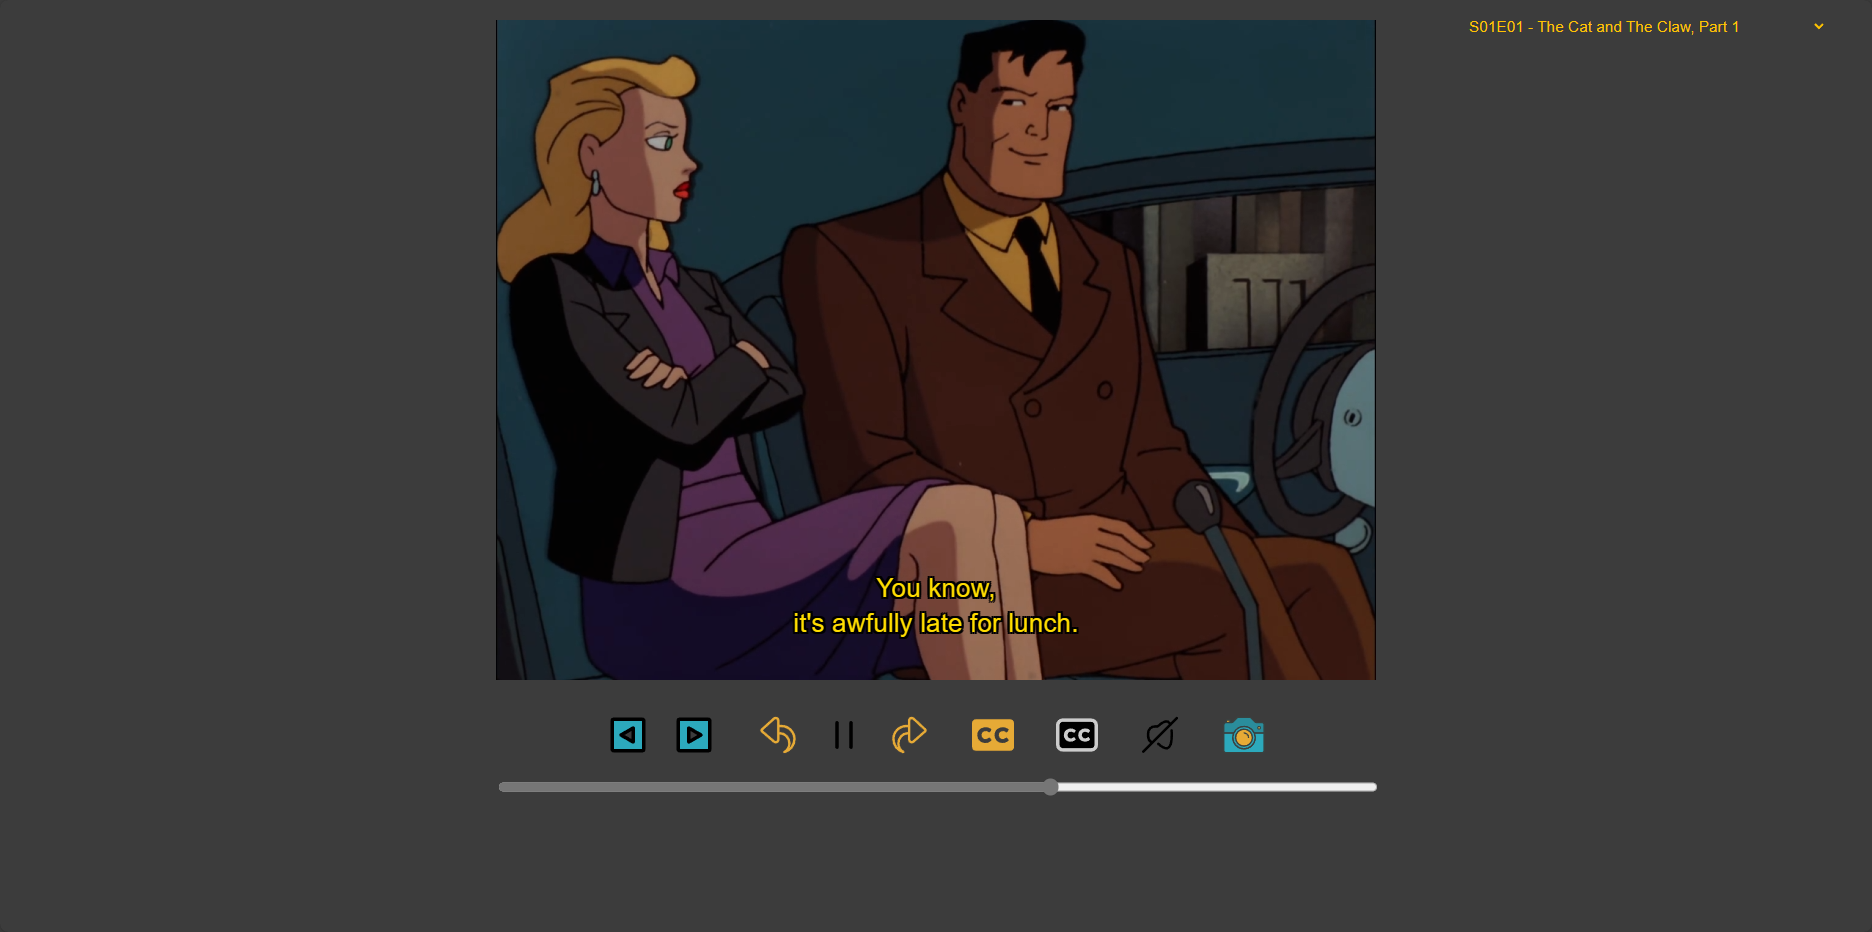 S01E01 - The Cat and The Claw, Part 1
You know,
it's awfully late for lunch.
CC
CC